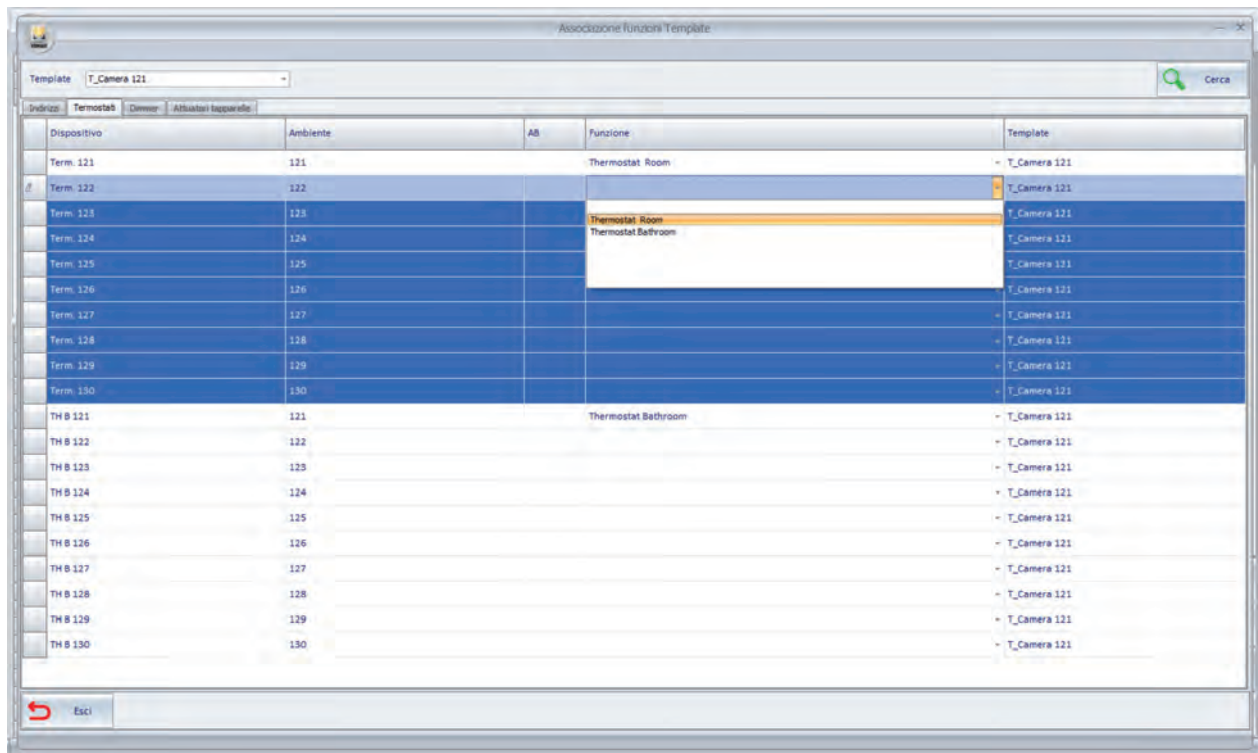 Associazione funzioni Template
Template T_Camera 121 Cerca
Indirizzi Termostati Dimmer Attuatori tapparelle
Dispositivo Ambiente AB Funzione Template
Term. 121 121 Thermostat Room T_Camera 121
Term. 122 122 T_Camera 121
Term. 123 123 Thermostat Room T_Camera 121
Term. 124 124 Thermostat Bathroom T_Camera 121
Term. 125 125 T_Camera 121
Term. 126 126 T_Camera 121
Term. 127 127 T_Camera 121
Term. 128 128 T_Camera 121
Term. 129 129 T_Camera 121
Term. 130 130 T_Camera 121
TH B 121 121 Thermostat Bathroom T_Camera 121
TH B 122 122 T_Camera 121
TH B 123 123 T_Camera 121
TH B 124 124 T_Camera 121
TH B 125 125 T_Camera 121
TH B 126 126 T_Camera 121
TH B 127 127 T_Camera 121
TH B 128 128 T_Camera 121
TH B 129 129 T_Camera 121
TH B 130 130 T_Camera 121
Esci